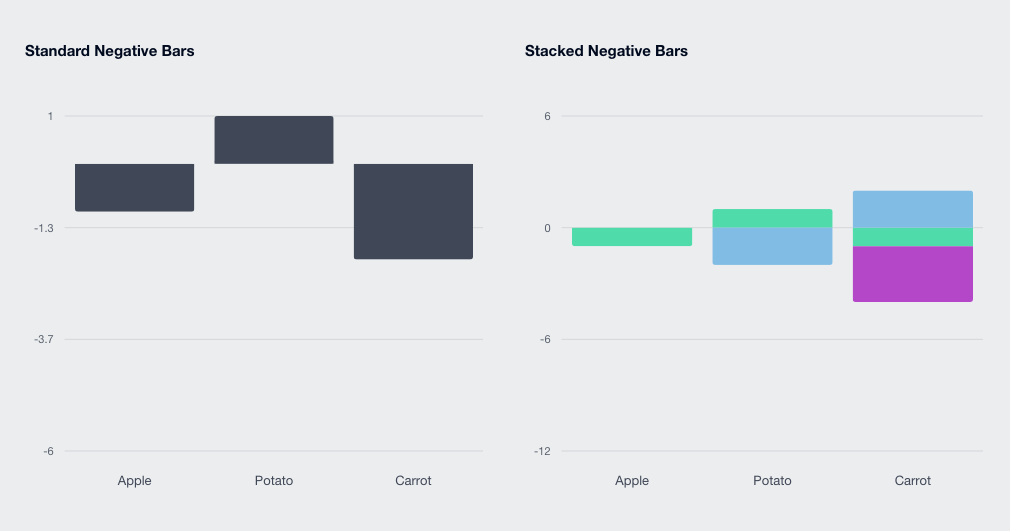 Standard Negative Bars
1
-1.3
-3.7
-6
Apple Potato Carrot
Stacked Negative Bars
6
0
-6
-12
Apple Potato Carrot